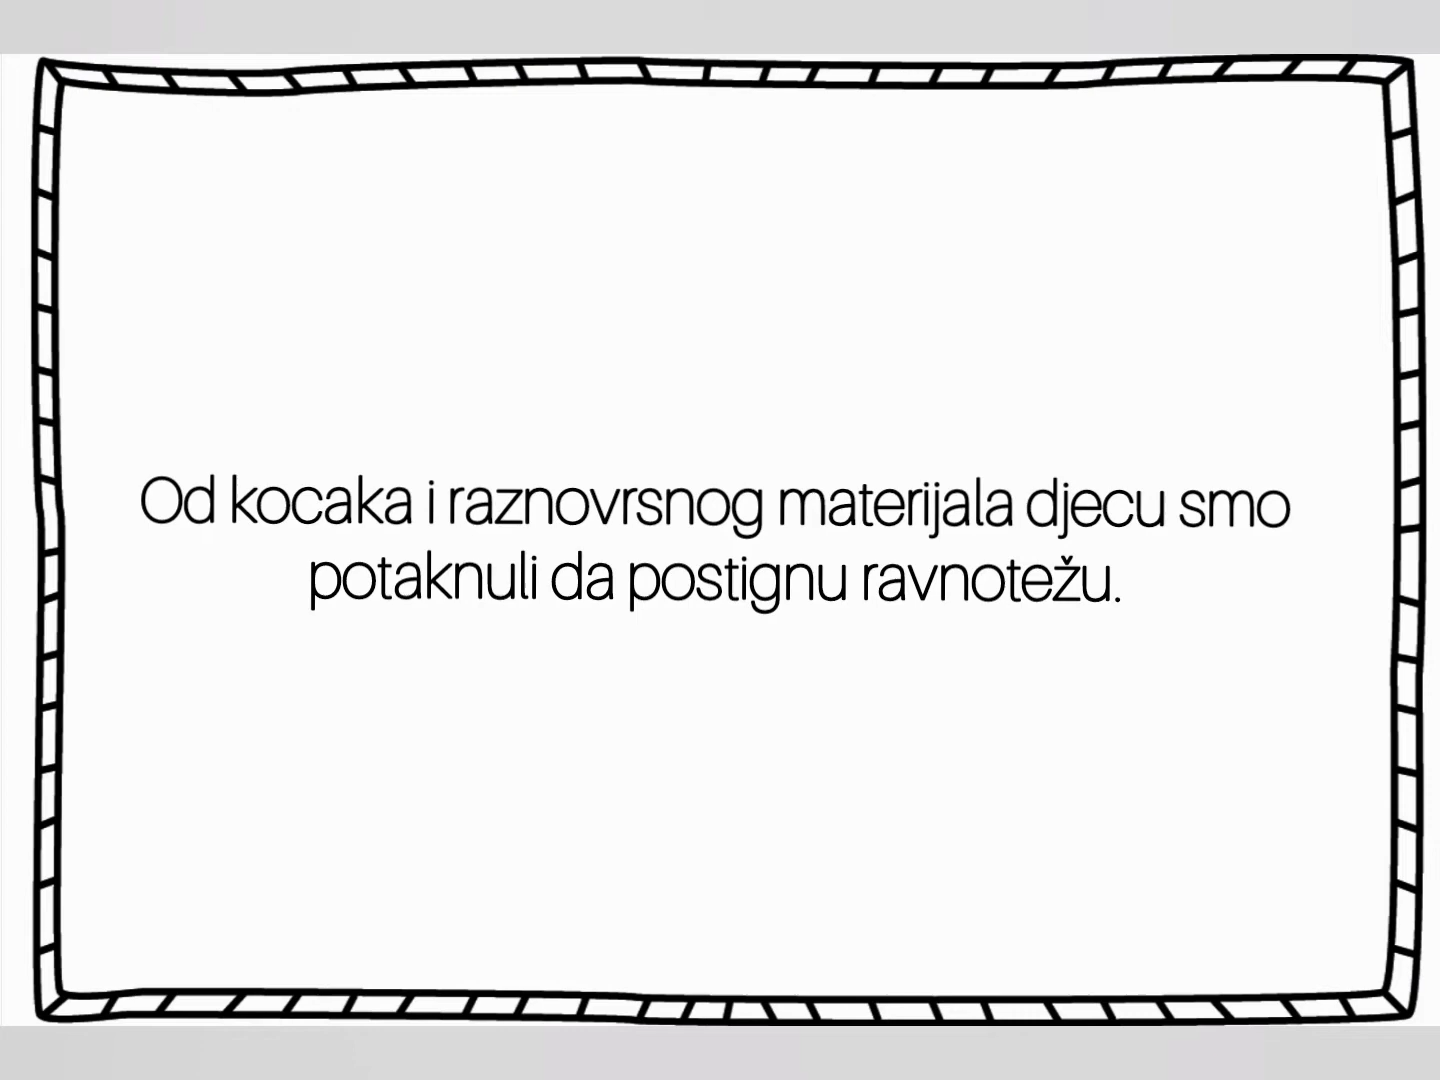 Od kocaka i raznovrsnog materijala djecu smo
potaknuli da postignu ravnotežu.